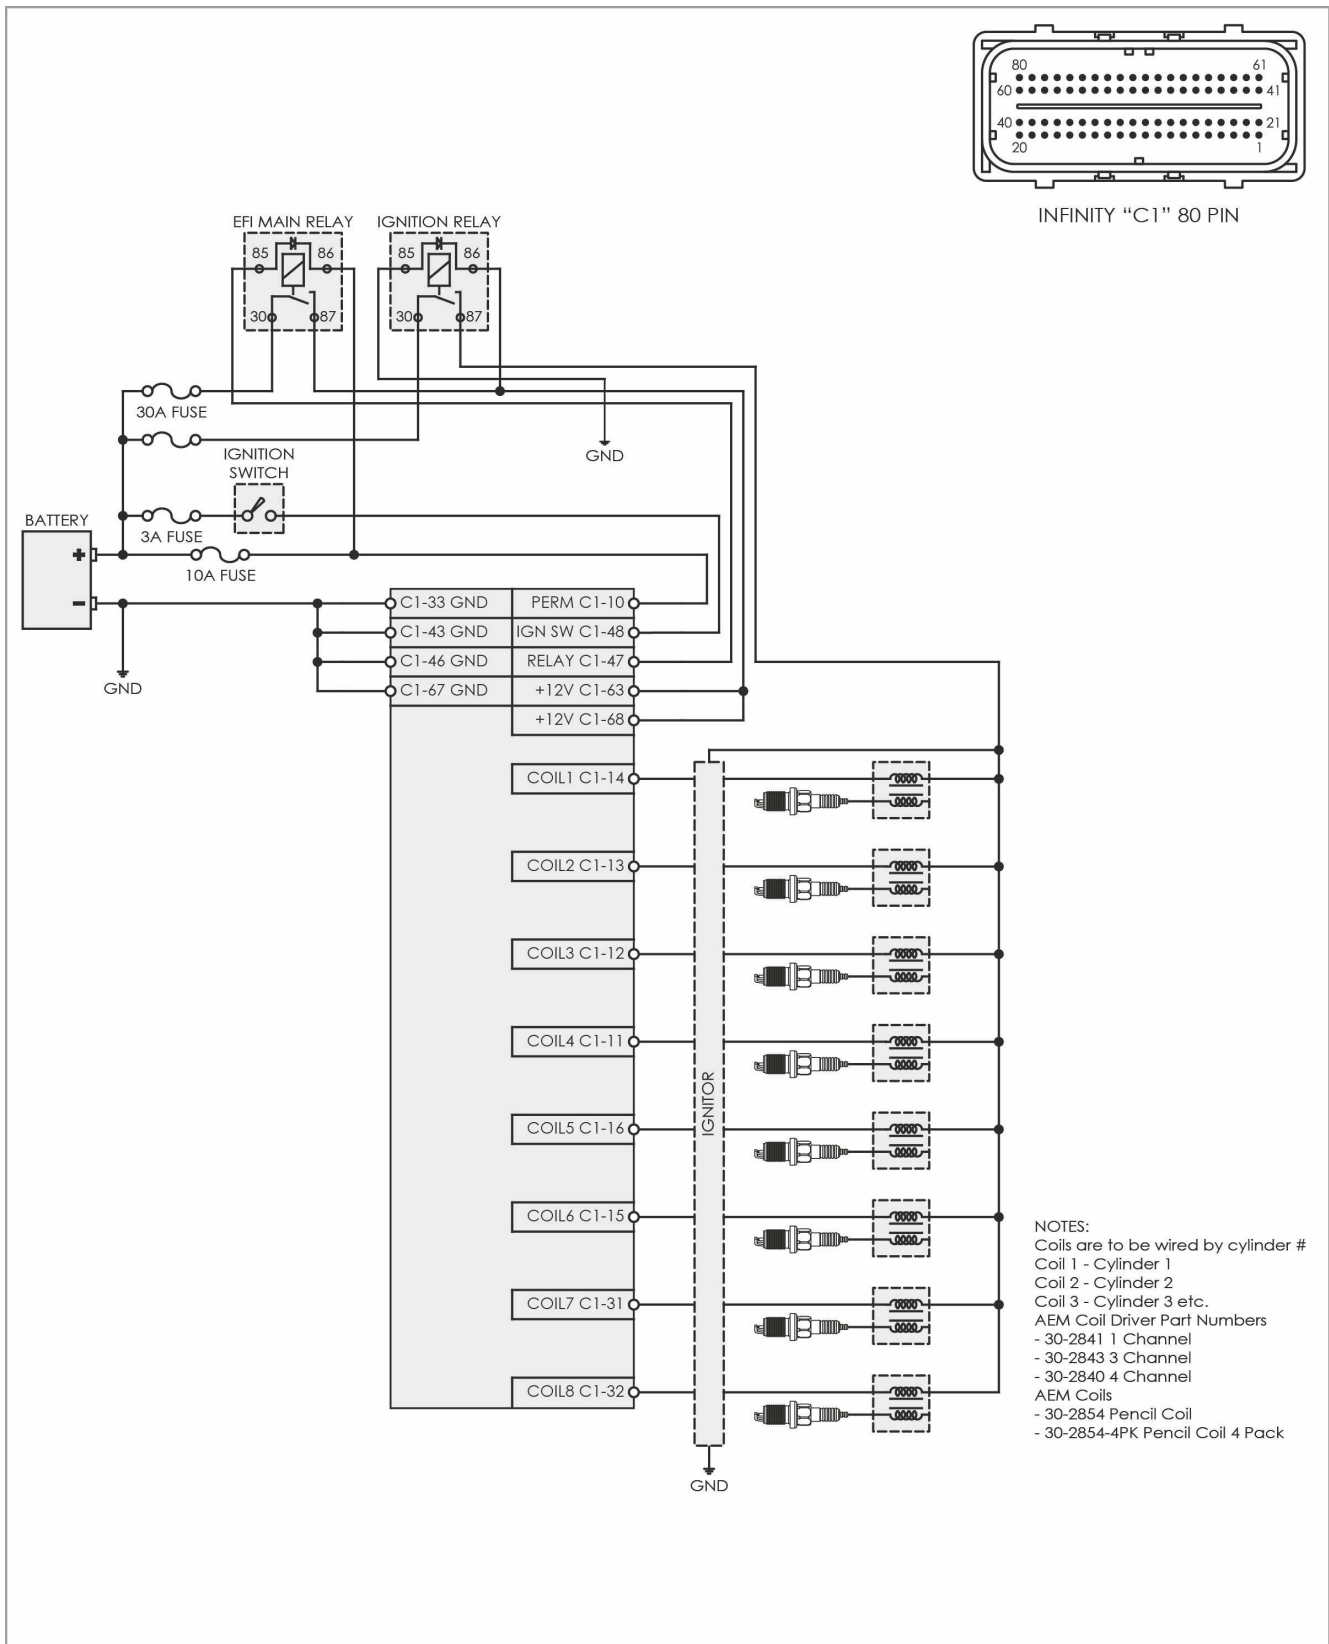 80 61
60 41
40 21
20 1
INFINITY “C1” 80 PIN
EFI MAIN RELAY
85 86
30 87
IGNITION RELAY
85 86
30 87
30A FUSE
GND
IGNITION
SWITCH
3A FUSE
BATTERY
+
-
10A FUSE
GND
C1-33 GND
C1-43 GND
C1-46 GND
C1-67 GND
PERM C1-10
IGN SW C1-48
RELAY C1-47
+12V C1-63
+12V C1-68
COIL1 C1-14
COIL2 C1-13
COIL3 C1-12
COIL4 C1-11
COIL5 C1-16
COIL6 C1-15
COIL7 C1-31
COIL8 C1-32
IGNITOR
GND
NOTES:
Coils are to be wired by cylinder #
Coil 1 - Cylinder 1
Coil 2 - Cylinder 2
Coil 3 - Cylinder 3 etc.
AEM Coil Driver Part Numbers
- 30-2841 1 Channel
- 30-2843 3 Channel
- 30-2840 4 Channel
AEM Coils
- 30-2854 Pencil Coil
- 30-2854-4PK Pencil Coil 4 Pack